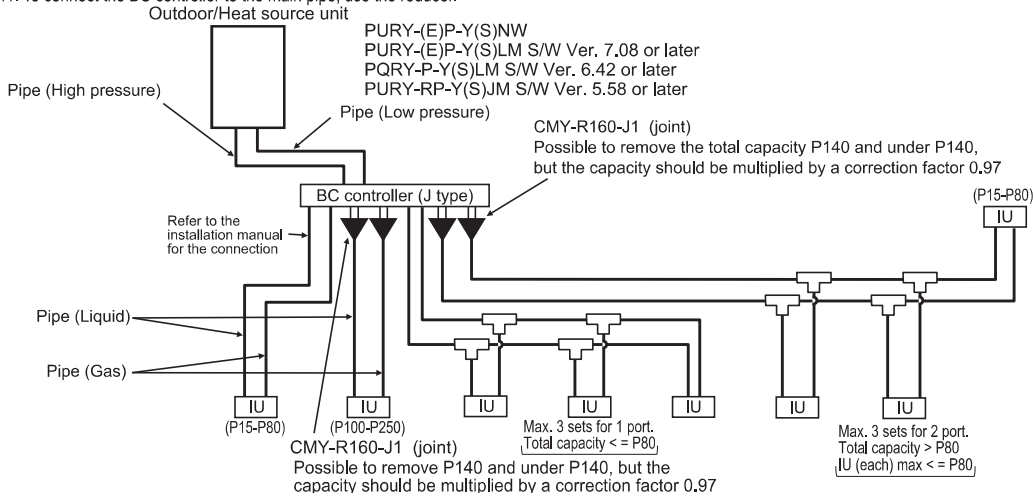 Outdoor/Heat source unit
PURY-(E)P-Y(S)NW
PURY-(E)P-Y(S)LM S/W Ver. 7.08 or later
PQRY-P-Y(S)LM S/W Ver. 6.42 or later
PURY-RP-Y(S)JM S/W Ver. 5.58 or later
Pipe (High pressure)
Pipe (Low pressure)
CMY-R160-J1 (joint)
Possible to remove the total capacity P140 and under P140,
but the capacity should be multiplied by a correction factor 0.97
BC controller (J type)
(P15-P80)
IU
Refer to the
installation manual
for the connection
Pipe (Liquid)
Pipe (Gas)
IU
IU
IU
IU
IU
IU
IU
(P15-P80)
(P100-P250)
Max. 3 sets for 1 port.
Total capacity < = P80
Max. 3 sets for 2 port.
Total capacity > P80
IU (each) max < = P80
CMY-R160-J1 (joint)
Possible to remove P140 and under P140, but the
capacity should be multiplied by a correction factor 0.97